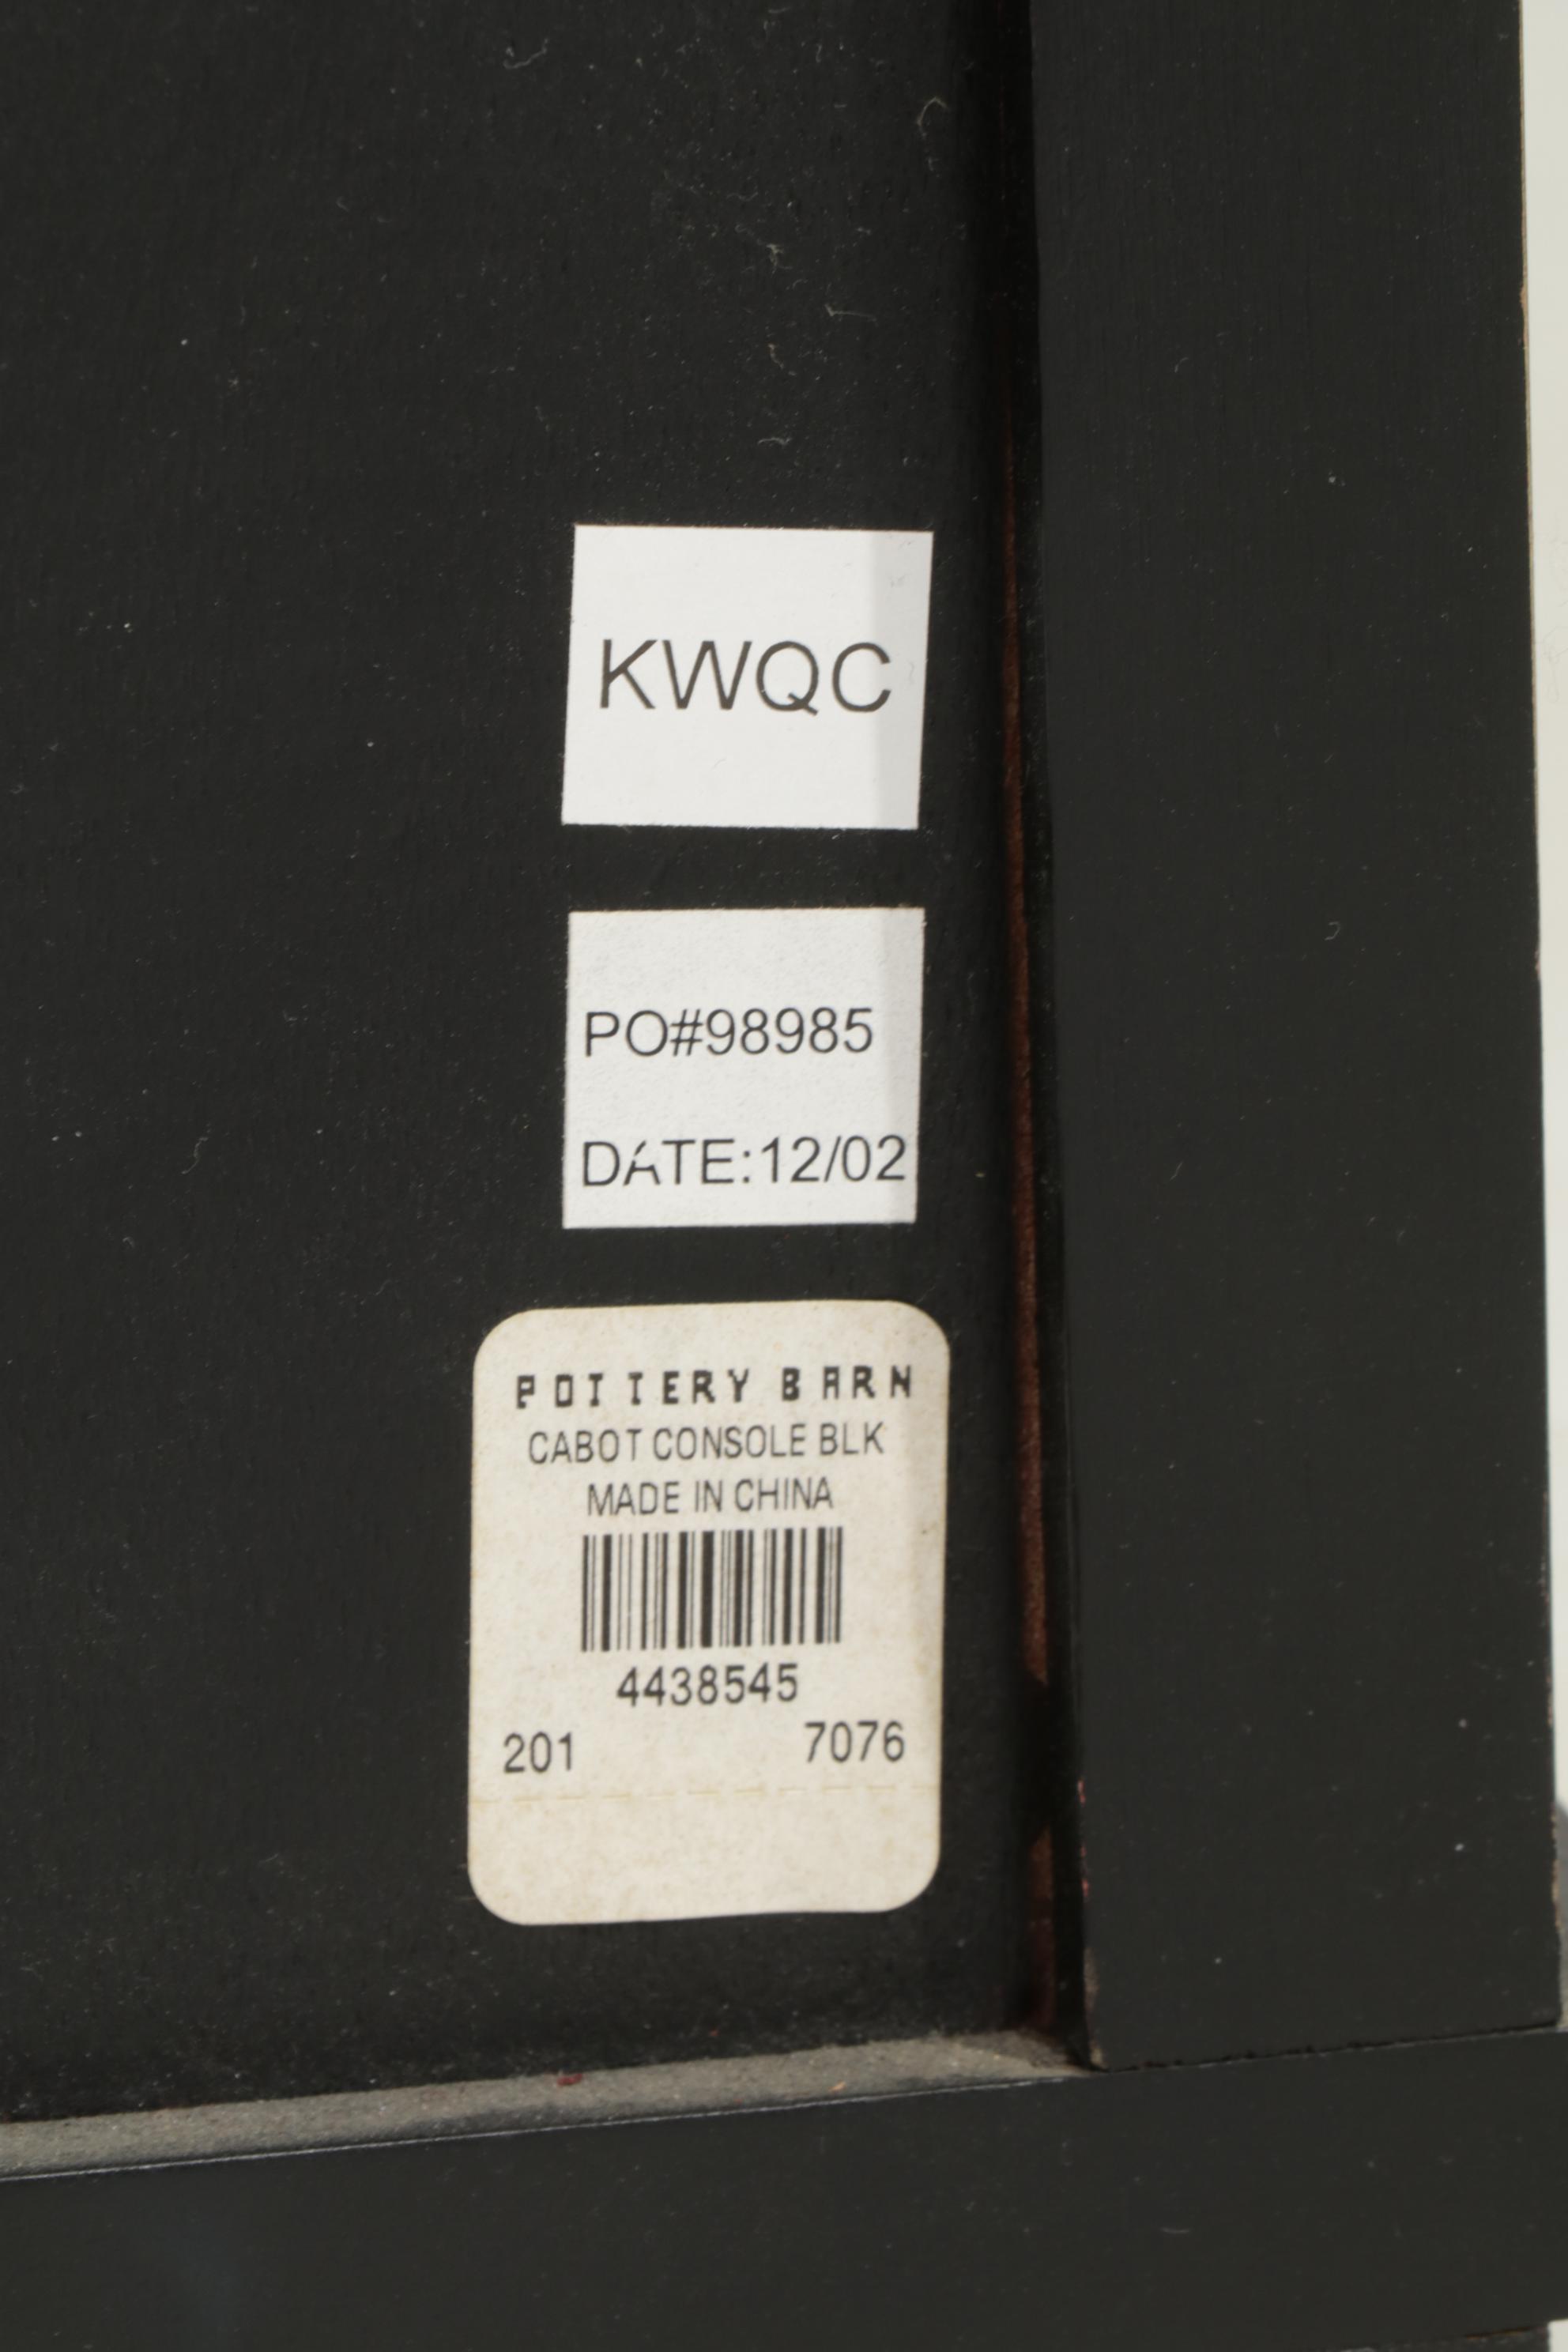 KWQC
PO#98985
DATE:12/02
POTTERY BARN
CABOT CONSOLE BLK
MADE IN CHINA
4438545
201 7076